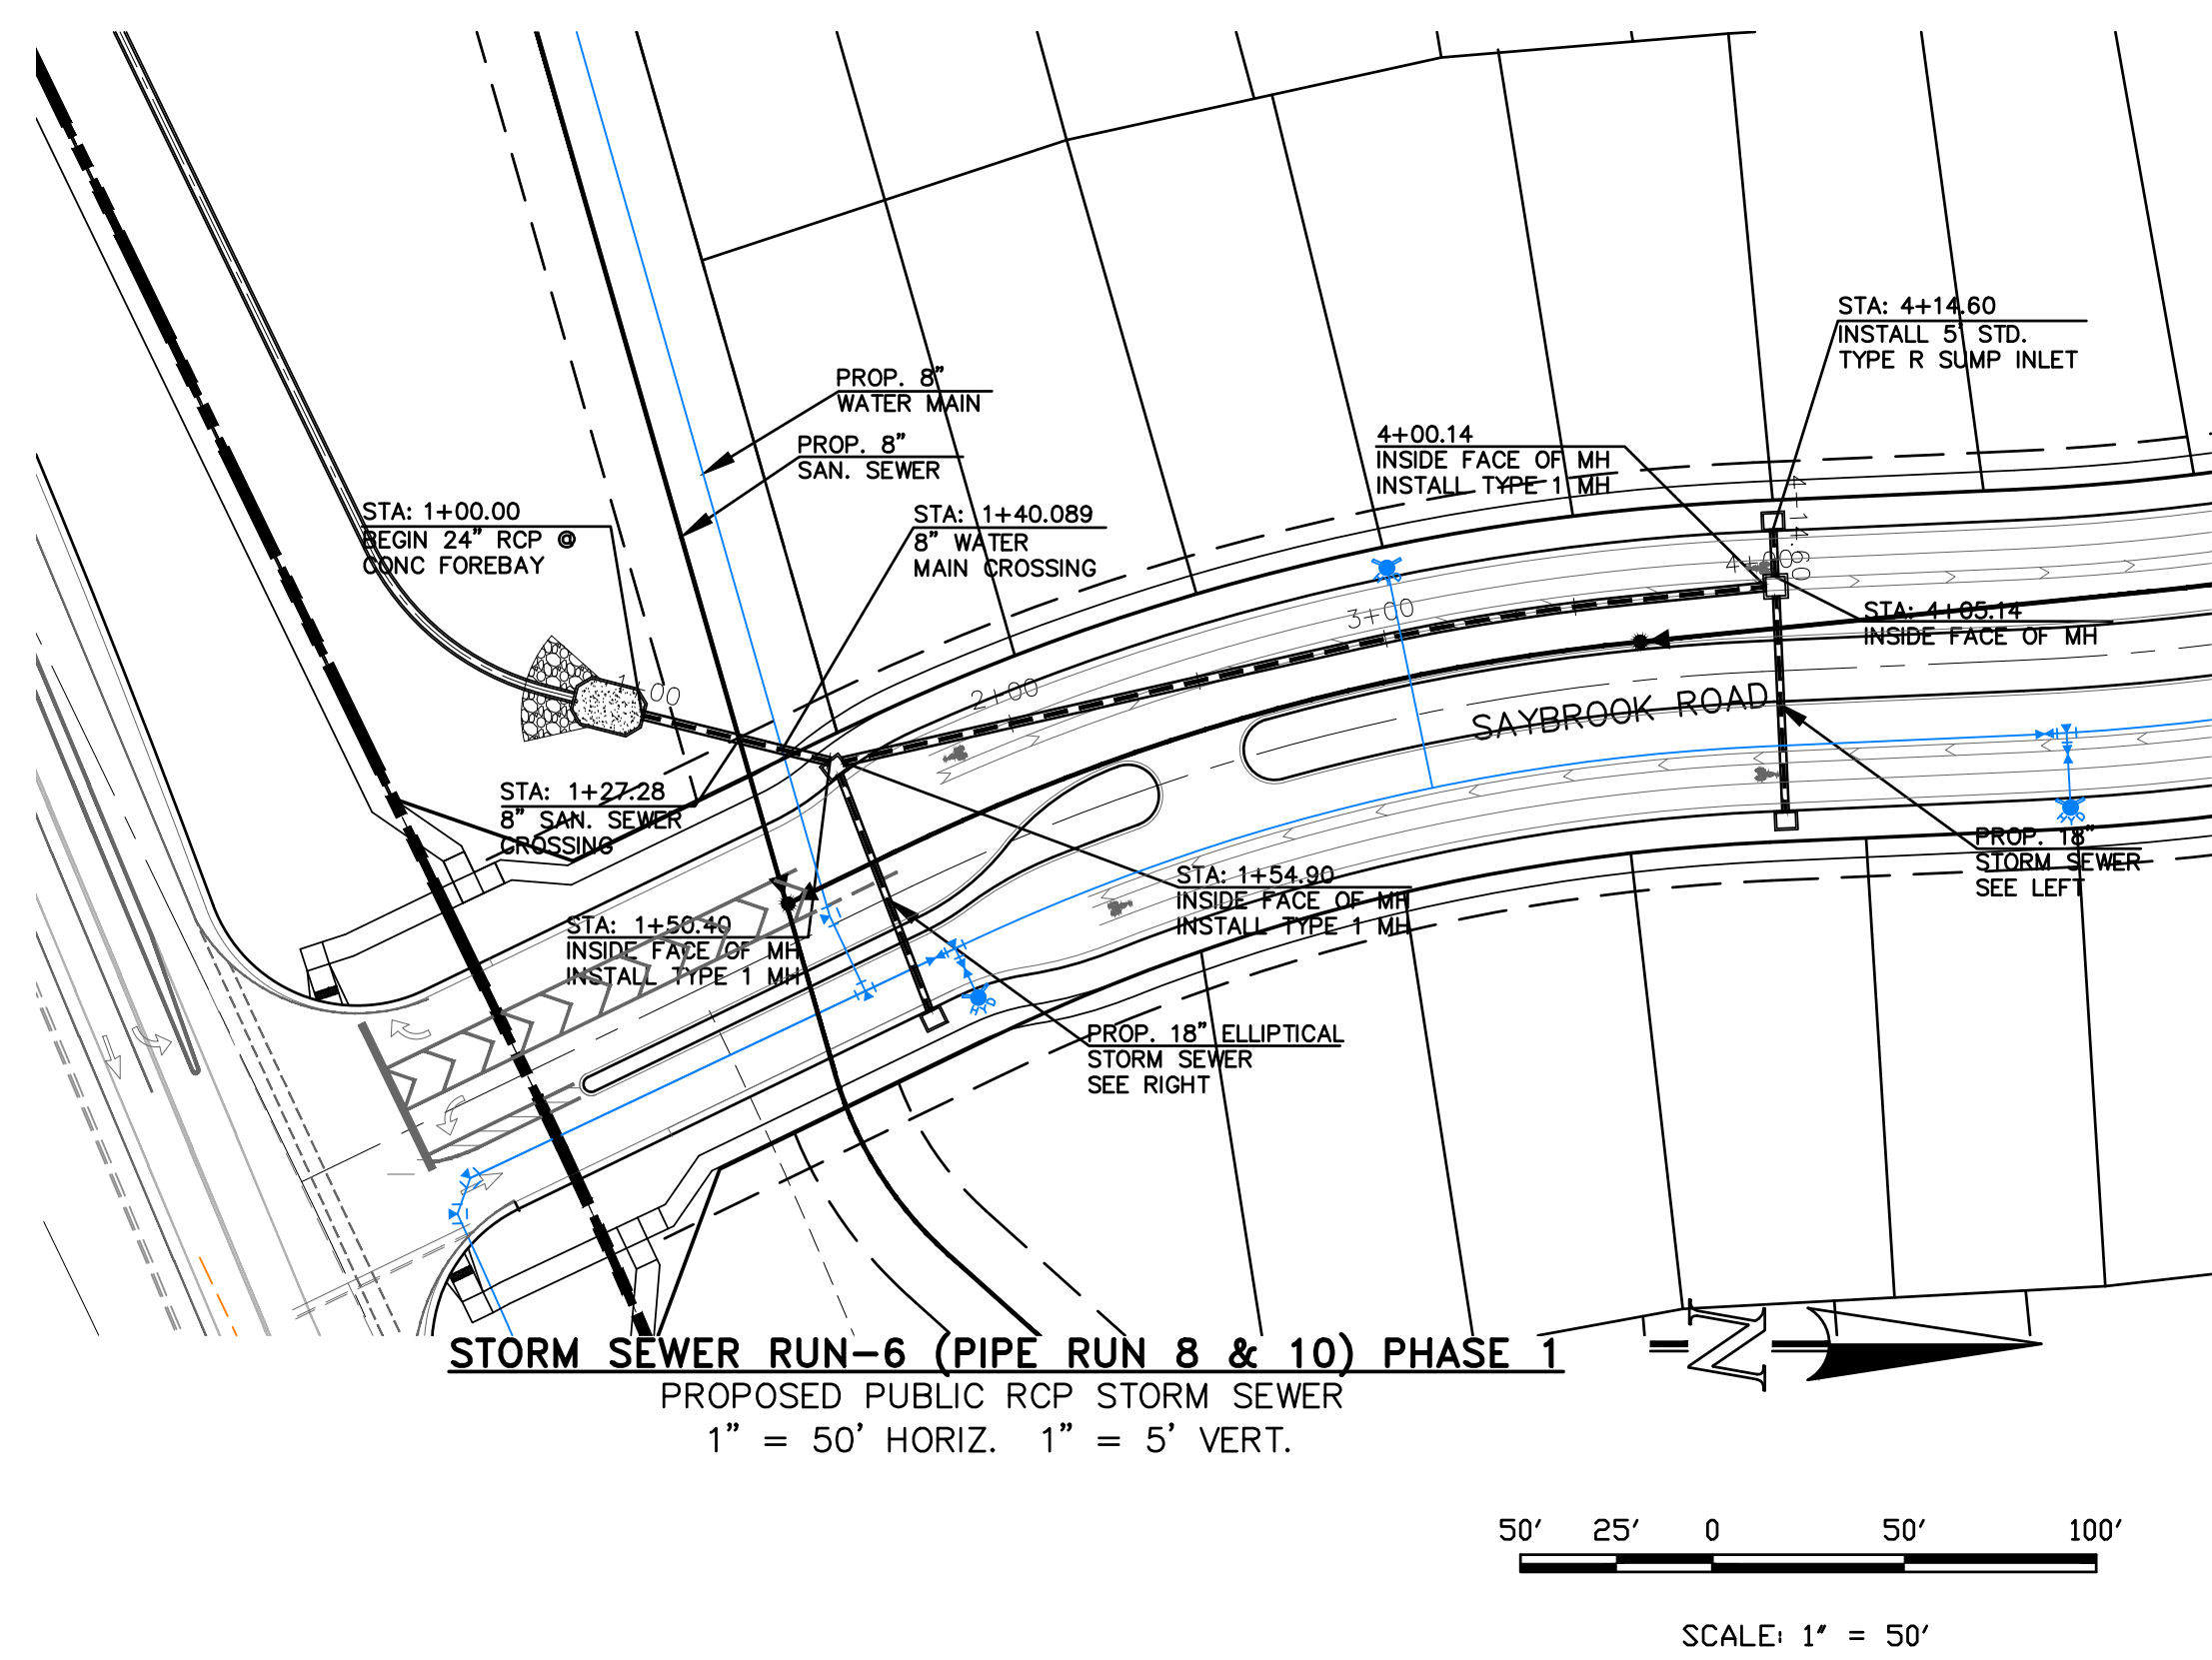 STA: 4+14.60
INSTALL 5' STD.
TYPE R SUMP INLET
PROP. 8"
WATER MAIN
PROP. 8"
SAN. SEWER
4+00.14
INSIDE FACE OF MH
INSTALL TYPE 1 MH
STA: 1+00.00
BEGIN 24" RCP @
CONC FOREBAY
STA: 1+40.089
8" WATER
MAIN CROSSING
4+14.60
4+00
3+00
2+00
1+00
HYD
STA: 4+05.14
INSIDE FACE OF MH
SAYBROOK ROAD
STA: 1+27.28
8" SAN. SEWER
CROSSING
HYD
PROP. 18"
STORM SEWER
SEE LEFT
STA: 1+54.90
INSIDE FACE OF MH
INSTALL TYPE 1 MH
STA: 1+50.40
INSIDE FACE OF MH
INSTALL TYPE 1 MH
HYD
PROP. 18" ELLIPTICAL
STORM SEWER
SEE RIGHT
N
STORM SEWER RUN-6 (PIPE RUN 8 & 10) PHASE 1
PROPOSED PUBLIC RCP STORM SEWER
1" = 50' HORIZ. 1" = 5' VERT.
50' 25' 0 50' 100'
SCALE: 1" = 50'